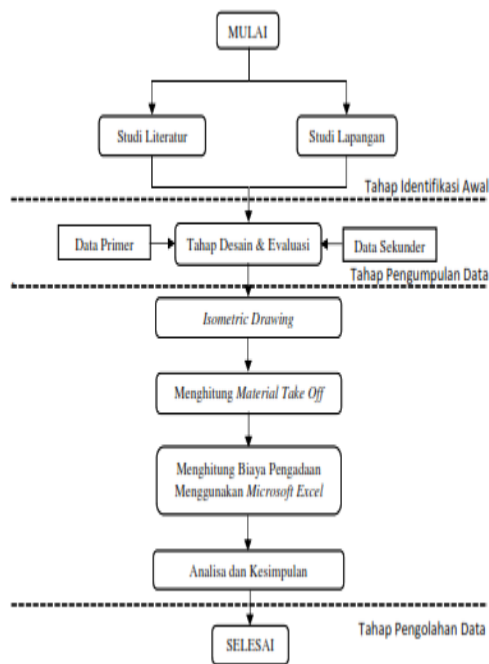 MULAI
Studi Literatur
Studi Lapangan
Tahap Identifikasi Awal
Data Primer
Tahap Desain & Evaluasi
Data Sekunder
Tahap Pengumpulan Data
Isometric Drawing
Menghitung Material Take Off
Menghitung Biaya Pengadaan
Menggunakan Microsoft Excel
Analisa dan Kesimpulan
Tahap Pengolahan Data
SELESAI